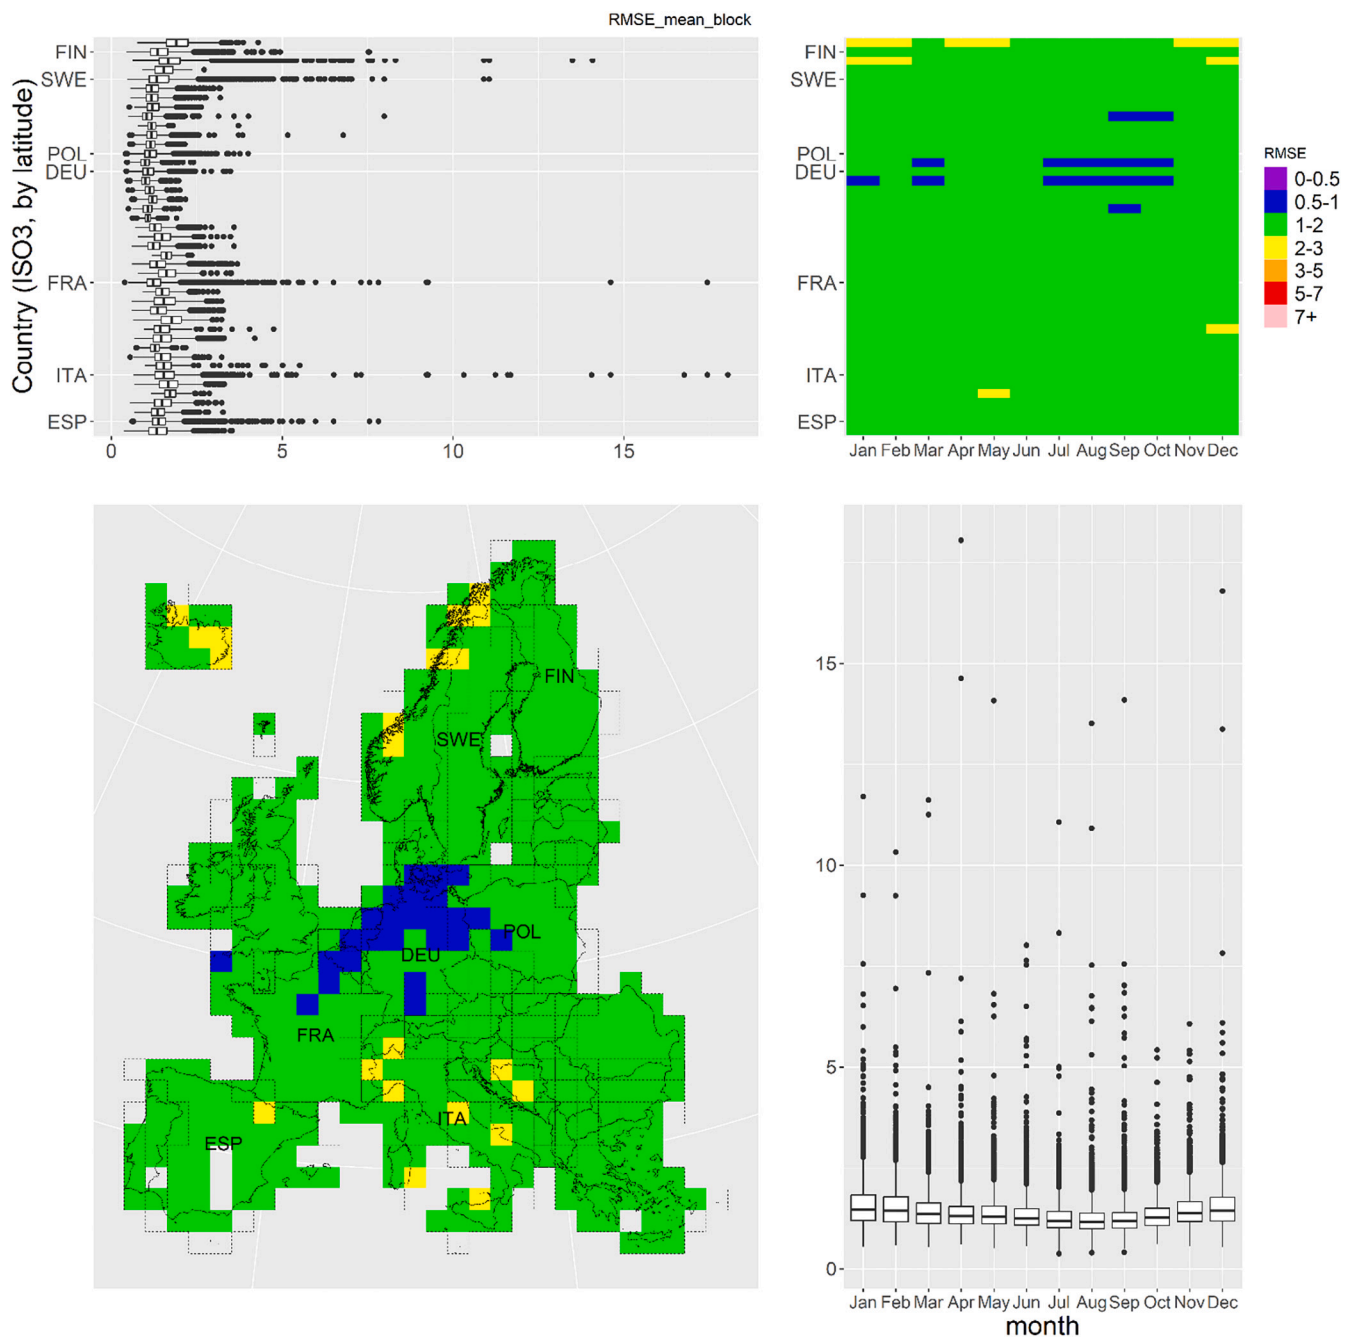 RMSE_mean_block
Country (ISO3, by latitude)
FIN
SWE
POL
DEU
FRA
ITA
ESP
0 5 10 15
FIN
SWE
POL
DEU
FRA
ITA
ESP
Jan Feb Mar Apr May Jun Jul Aug Sep Oct Nov Dec
RMSE
0-0.5
0.5-1
1-2
2-3
3-5
5-7
7+
FIN
SWE
POL
DEU
FRA
ITA
ESP
15
10
5
0
Jan Feb Mar Apr May Jun Jul Aug Sep Oct Nov Dec
month